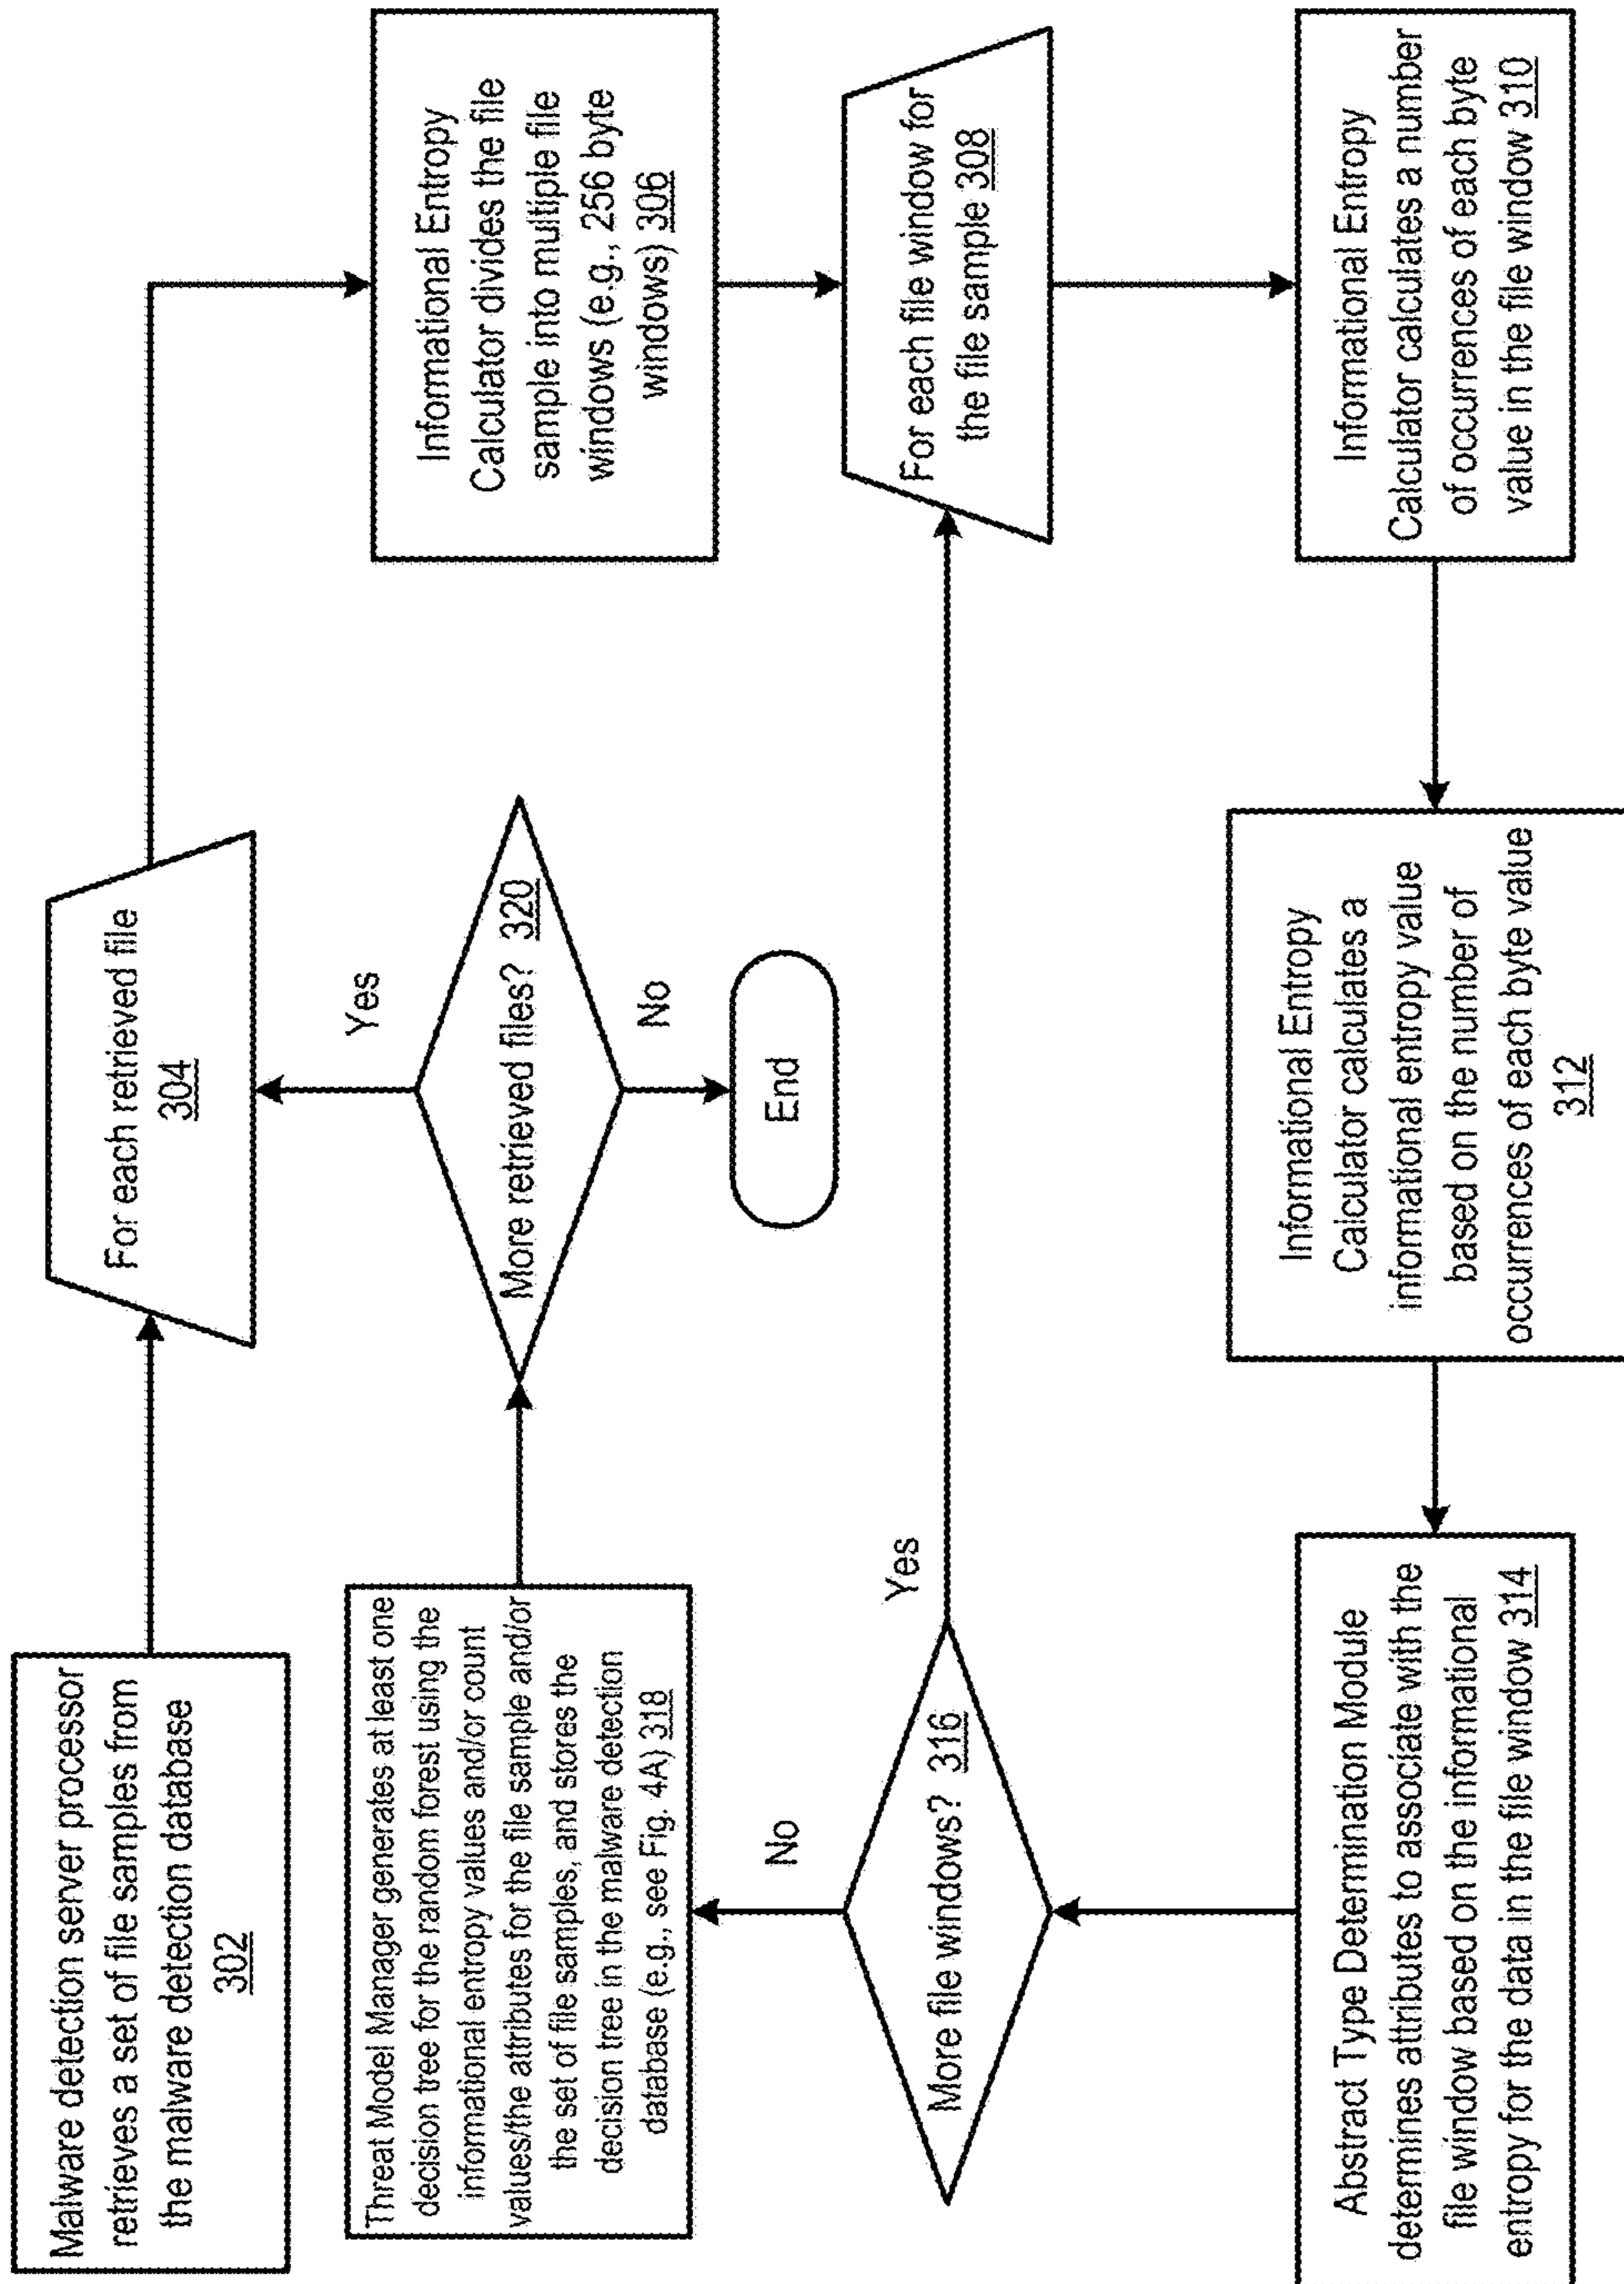 Malware detection server processor
retrieves a set of file samples from
the malware detection database
302
For each retrieved file
304
Informational Entropy
Calculator divides the file
sample into multiple file
windows (e.g., 256 byte
windows) 306
For each file window for
the file sample 308
Informational Entropy
Calculator calculates a number
of occurrences of each byte
value in the file window 310
Informational Entropy
Calculator calculates a
informational entropy value
based on the number of
occurrences of each byte value
312
Abstract Type Determination Module
determines attributes to associate with the
file window based on the informational
entropy for the data in the file window 314
More file windows? 316
Yes
No
Threat Model Manager generates at least one
decision tree for the random forest using the
informational entropy values and/or count
values/the attributes for the file sample and/or
the set of file samples, and stores the
decision tree in the malware detection
database (e.g., see Fig. 4A) 318
More retrieved files? 320
Yes
No
End